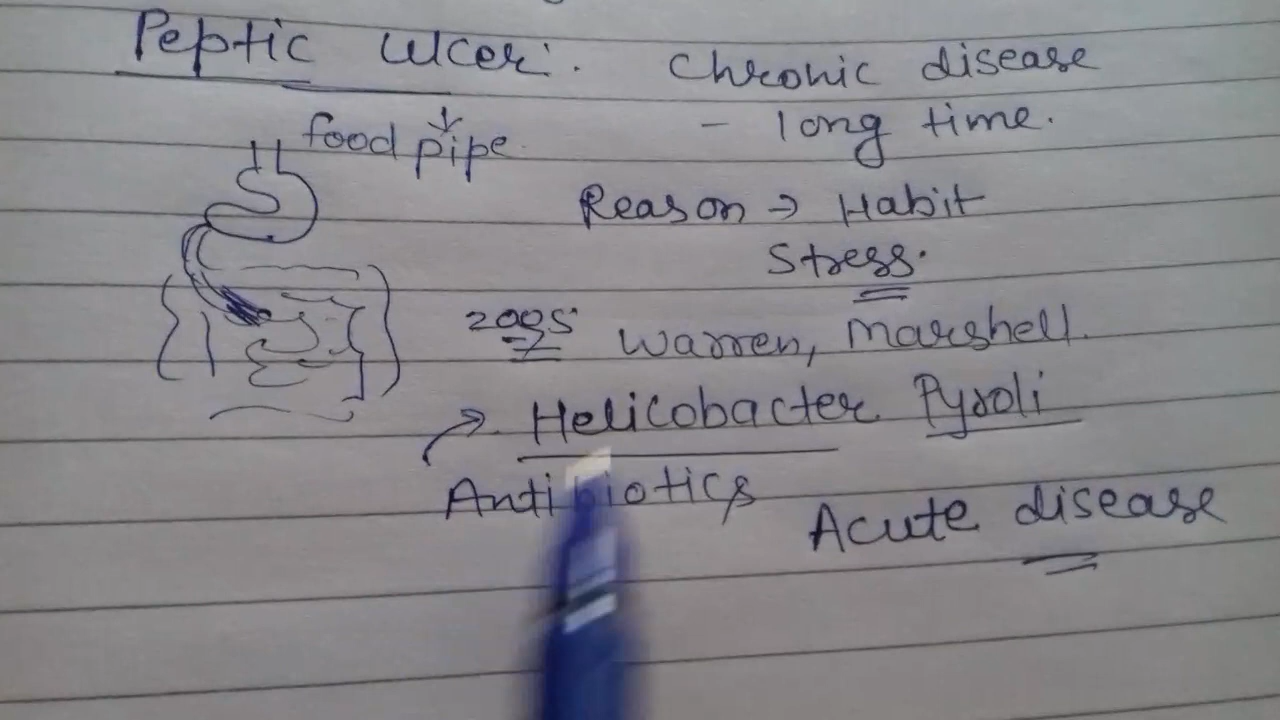 Peptic Ulcer: Chronic disease
- long time.
food pipe
Reason → Habit
Stress.
2005 Warren, Marshell.
→ Helicobacter Pyroli
Antibiotics
Acute disease